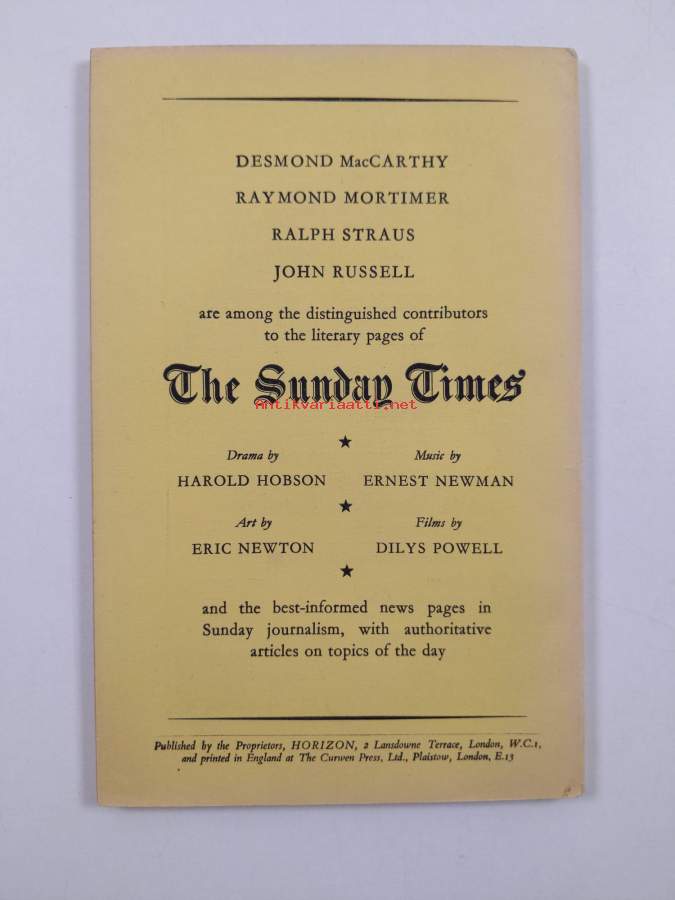 DESMOND MacCARTHY
RAYMOND MORTIMER
RALPH STRAUS
JOHN RUSSELL
are among the distinguished contributors
to the literary pages of
The Sunday Times
Antikvariaatti.net
Drama by
HAROLD HOBSON
Music by
ERNEST NEWMAN
Art by
ERIC NEWTON
Films by
DILYS POWELL
and the best-informed news pages in
Sunday journalism, with authoritative
articles on topics of the day
Published by the Proprietors, HORIZON, 2 Lansdowne Terrace, London, W.C.1,
and printed in England at The Curwen Press, Ltd., Plaistow, London, E.13